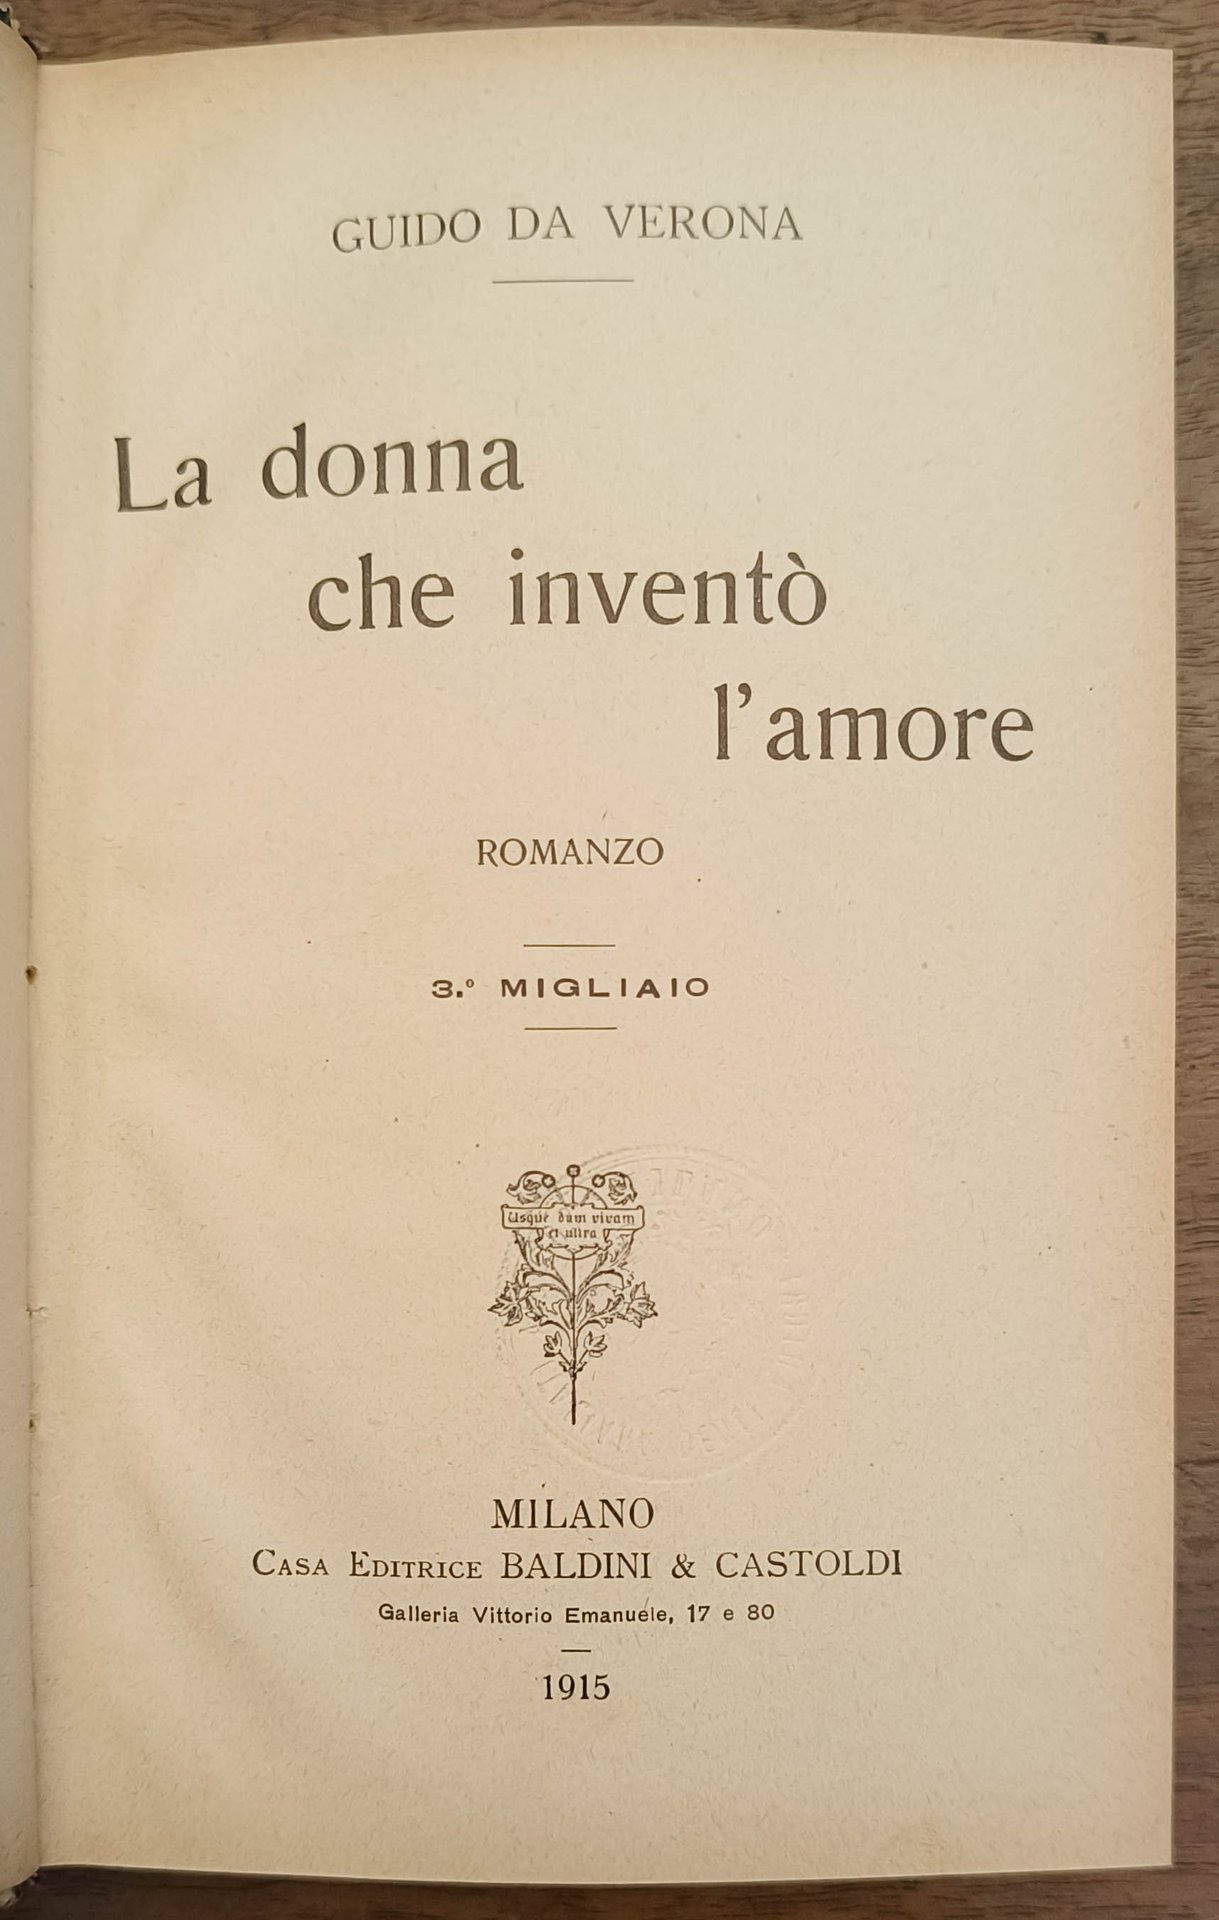 GUIDO DA VERONA
La donna
che inventò
l'amore
ROMANZO
3.º MIGLIAIO
Usque dum vivam
et ultra
MILANO
CASA EDITRICE BALDINI & CASTOLDI
Galleria Vittorio Emanuele, 17 e 80
1915